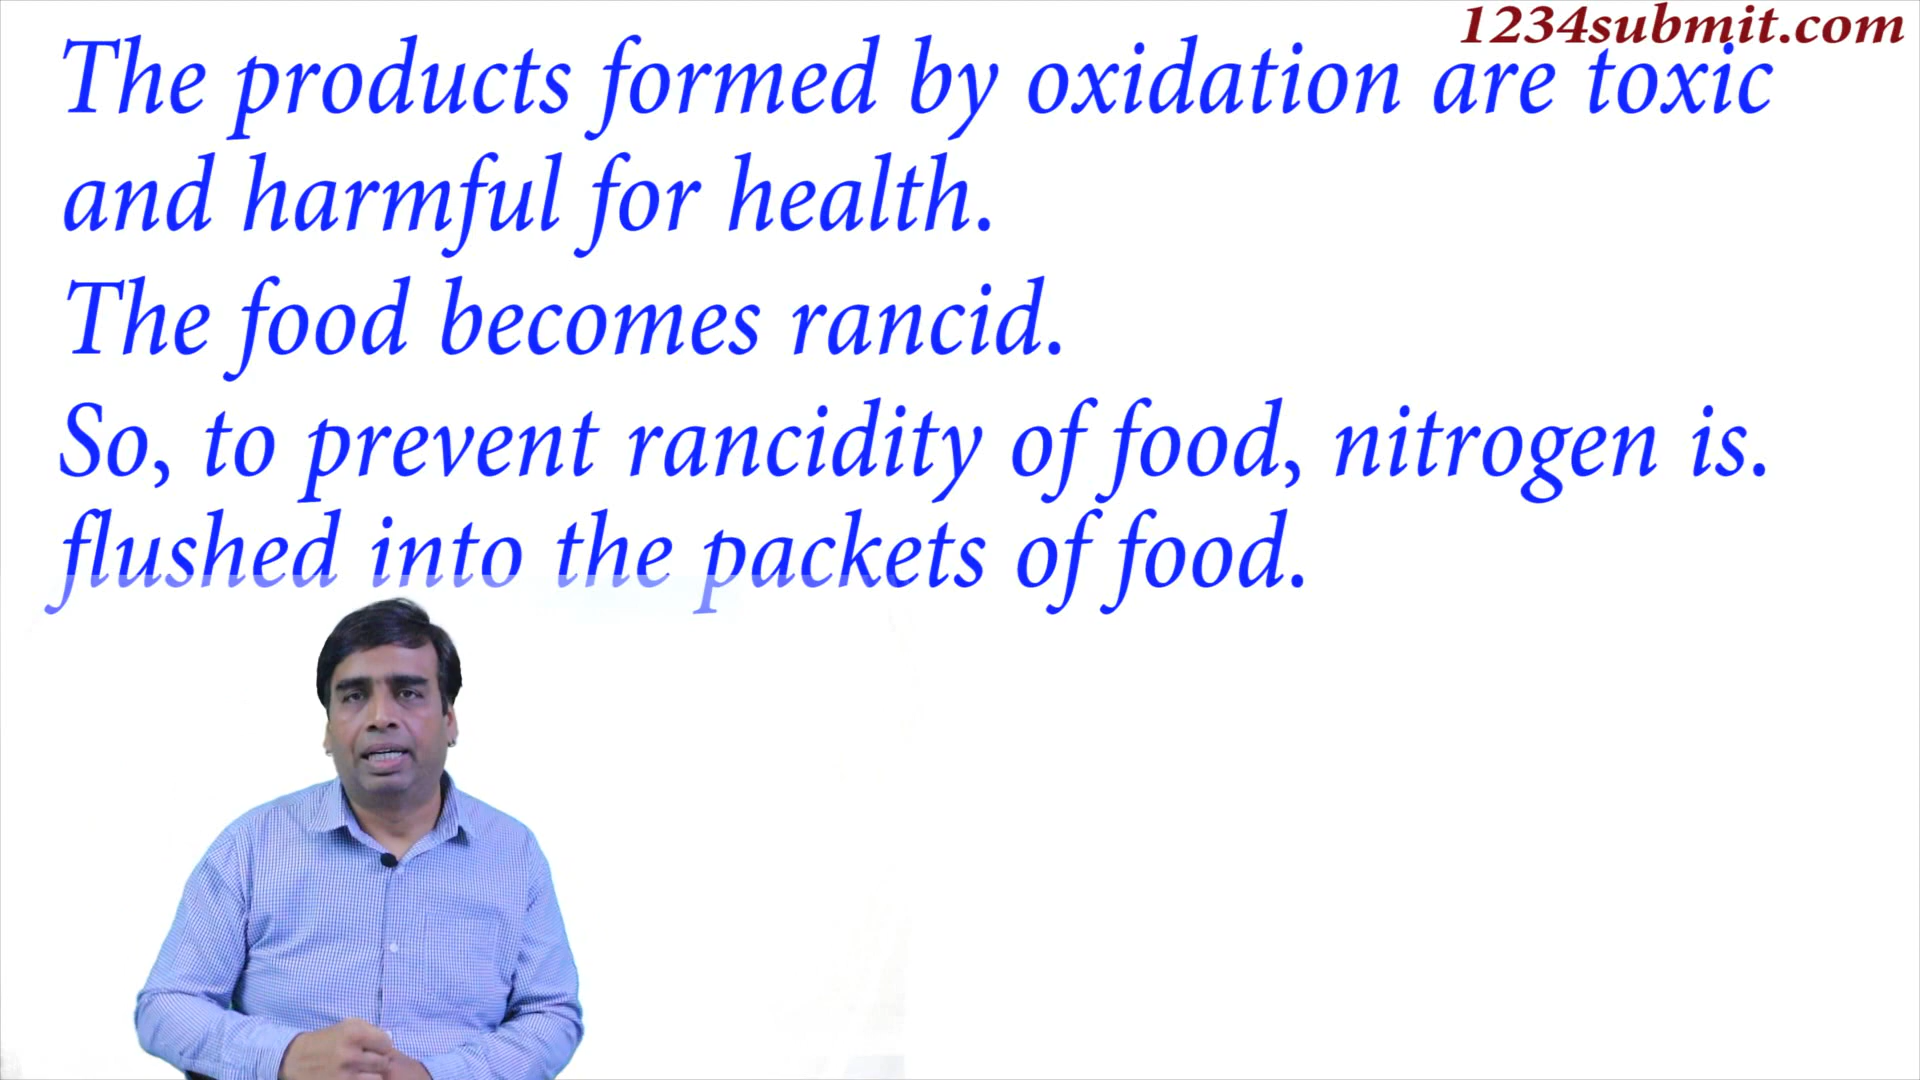 1234submit.com
The products formed by oxidation are toxic
and harmful for health.
The food becomes rancid.
So, to prevent rancidity of food, nitrogen is.
flushed into the packets of food.